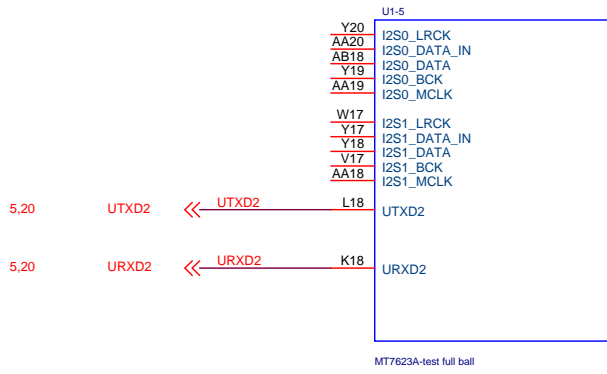 U1-5
Y20 I2S0_LRCK
AA20 I2S0_DATA_IN
AB18 I2S0_DATA
Y19 I2S0_BCK
AA19 I2S0_MCLK
W17 I2S1_LRCK
Y17 I2S1_DATA_IN
Y18 I2S1_DATA
V17 I2S1_BCK
AA18 I2S1_MCLK
5,20 UTXD2 UTXD2 L18 UTXD2
5,20 URXD2 URXD2 K18 URXD2
MT7623A-test full ball